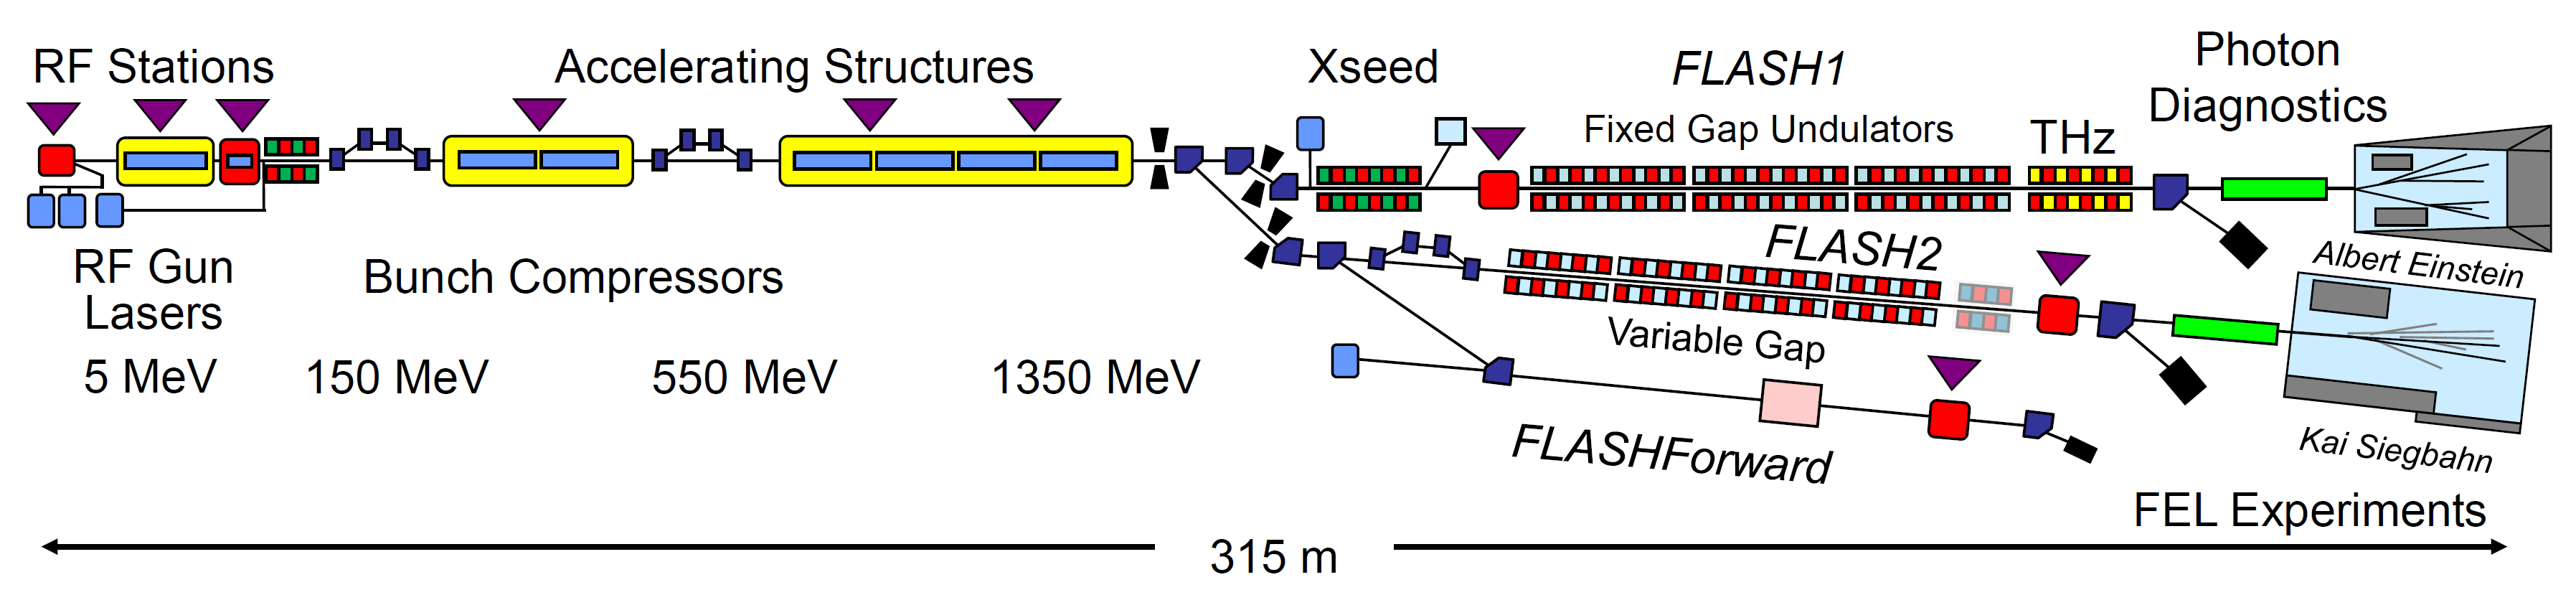 RF Stations
Accelerating Structures
Xseed
FLASH1
Fixed Gap Undulators
THz
Photon
Diagnostics
RF Gun
Lasers
Bunch Compressors
FLASH2
Variable Gap
Albert Einstein
5 MeV
150 MeV
550 MeV
1350 MeV
FLASHForward
Kai Siegbahn
FEL Experiments
315 m